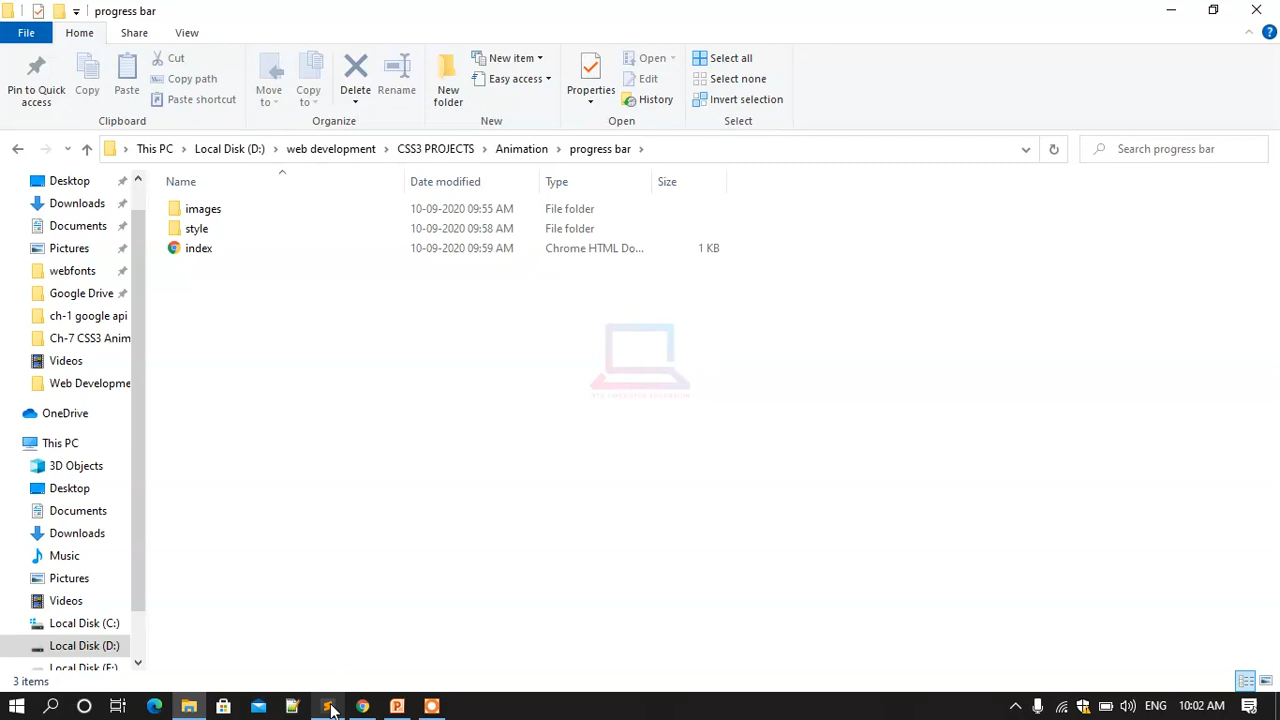 progress bar
File Home Share View
Pin to Quick access
Copy
Paste
Cut
Copy path
Paste shortcut
Clipboard
Move to
Copy to
Delete
Rename
Organize
New folder
New item
Easy access
New
Properties
Open
Edit
History
Open
Select all
Select none
Invert selection
Select
This PC Local Disk (D:) web development CSS3 PROJECTS Animation progress bar
Search progress bar
Desktop
Downloads
Documents
Pictures
webfonts
Google Drive
ch-1 google api
Ch-7 CSS3 Anim
Videos
Web Developme
OneDrive
This PC
3D Objects
Desktop
Documents
Downloads
Music
Pictures
Videos
Local Disk (C:)
Local Disk (D:)
Local Disk (E:)
Name Date modified Type Size
images 10-09-2020 09:55 AM File folder
style 10-09-2020 09:58 AM File folder
index 10-09-2020 09:59 AM Chrome HTML Do... 1 KB
3 items
ENG 10:02 AM